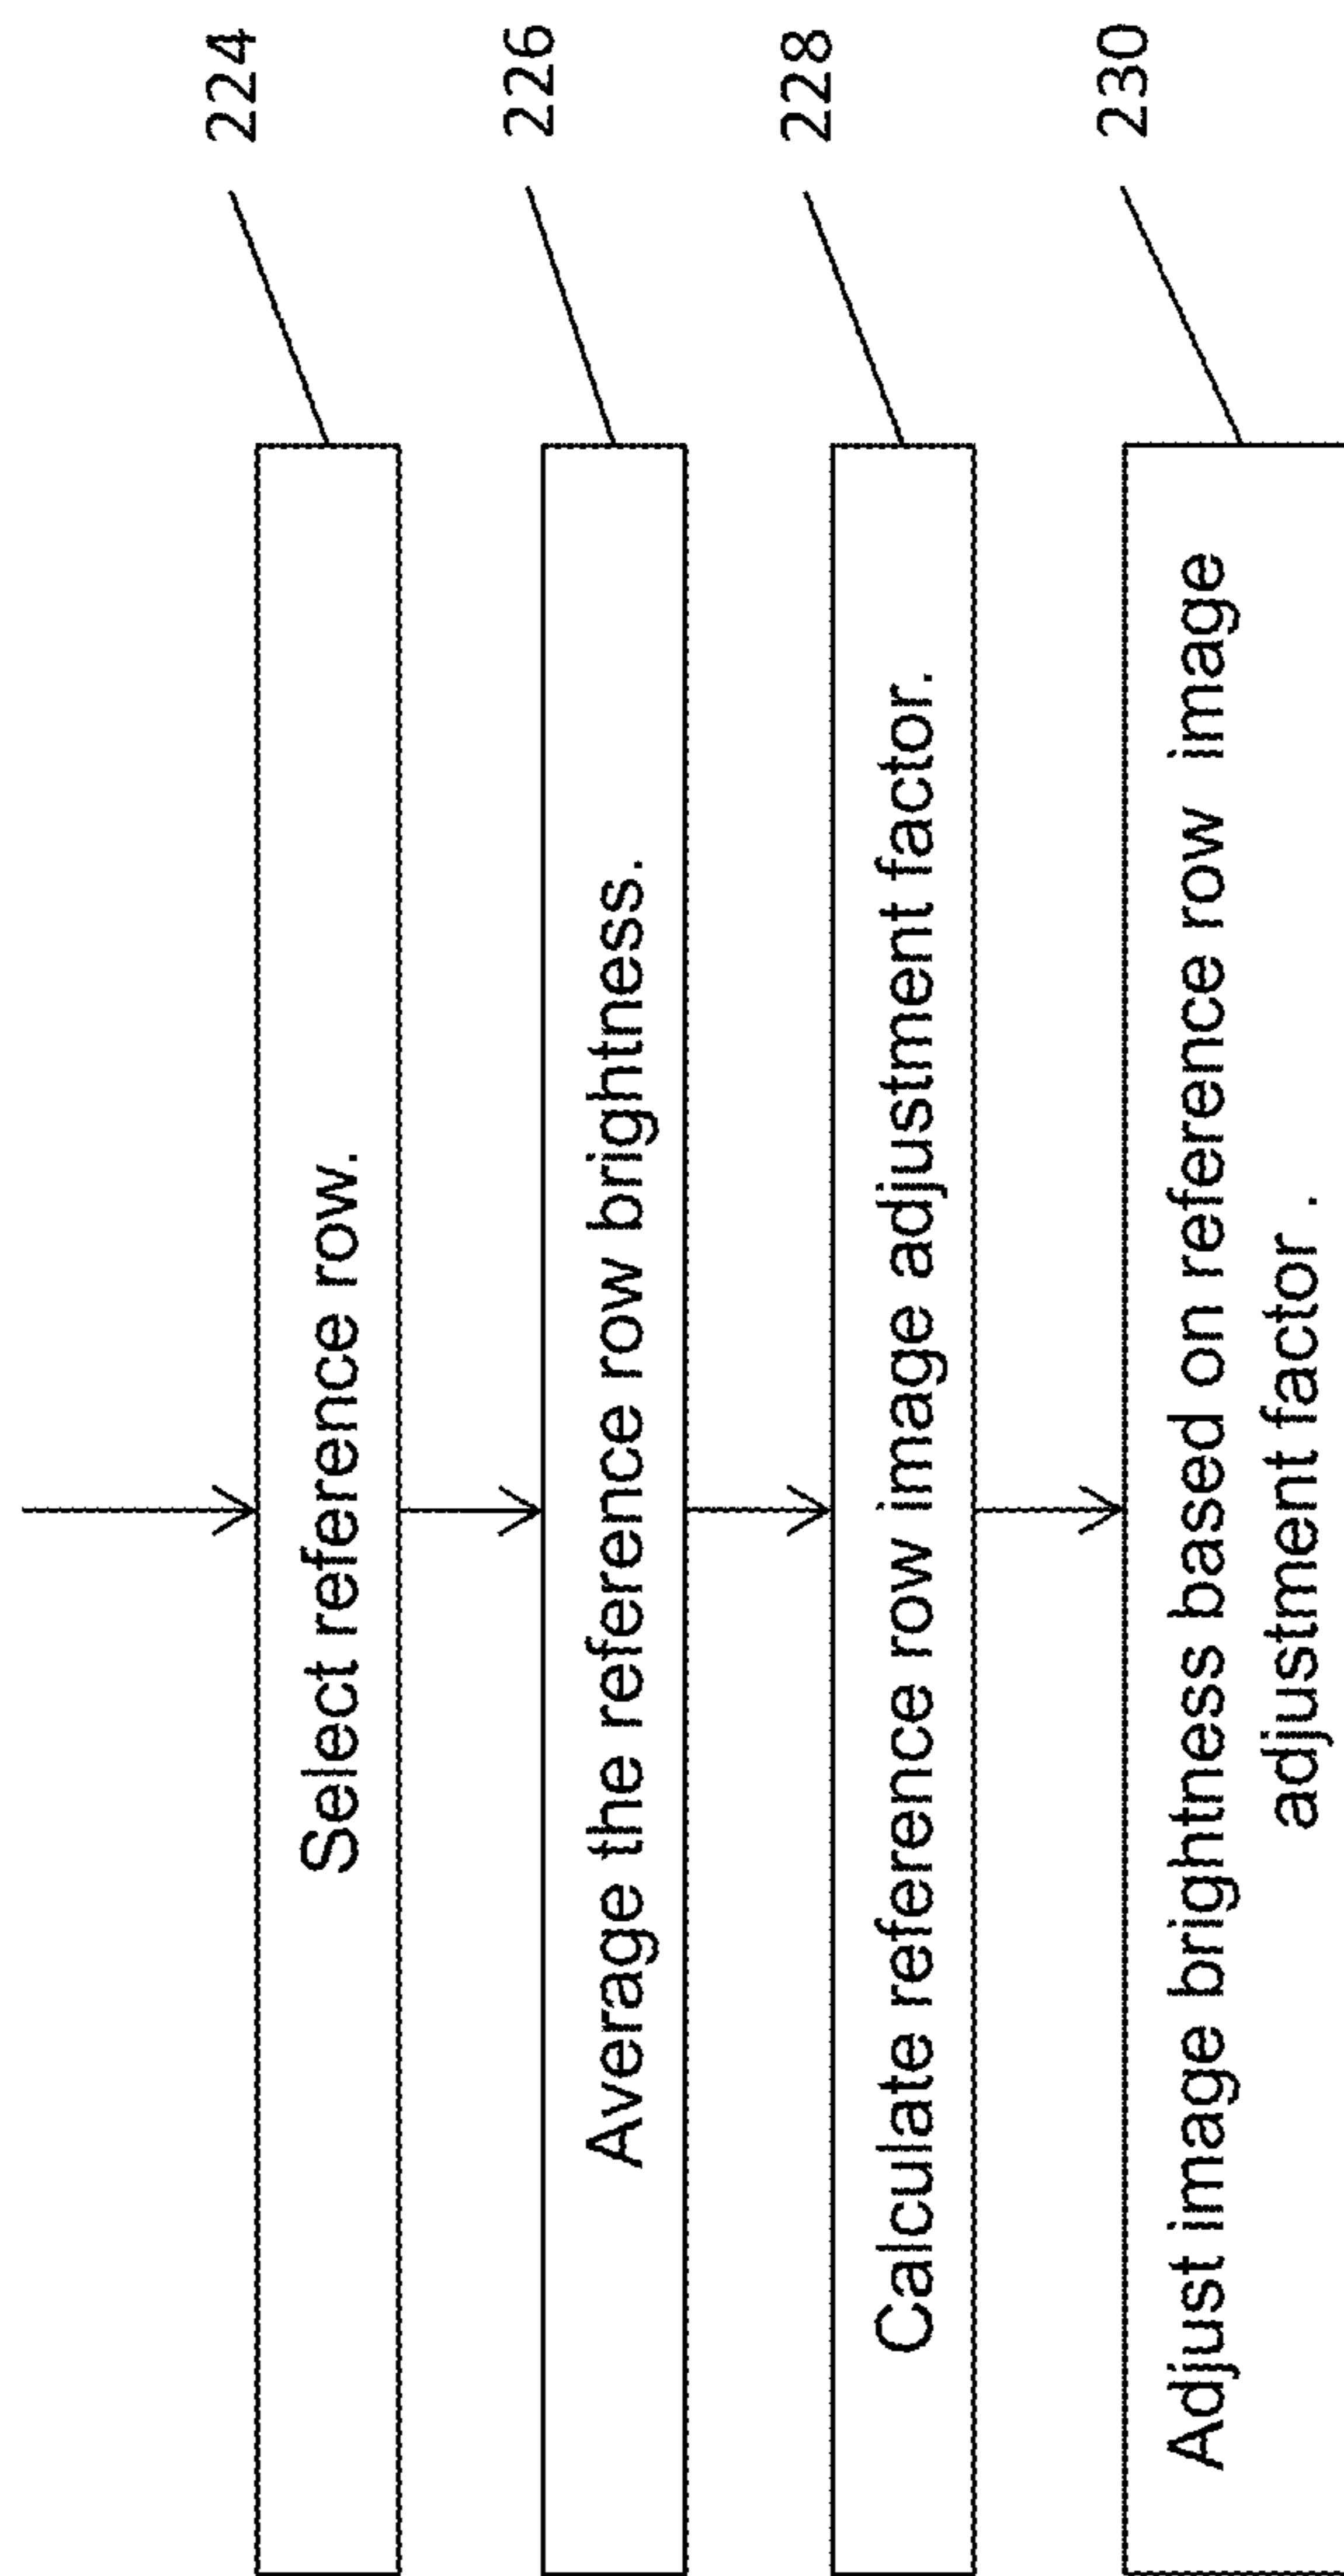 224
Select reference row.
226
Average the reference row brightness.
228
Calculate reference row image adjustment factor.
230
Adjust image brightness based on reference row  image
adjustment factor .